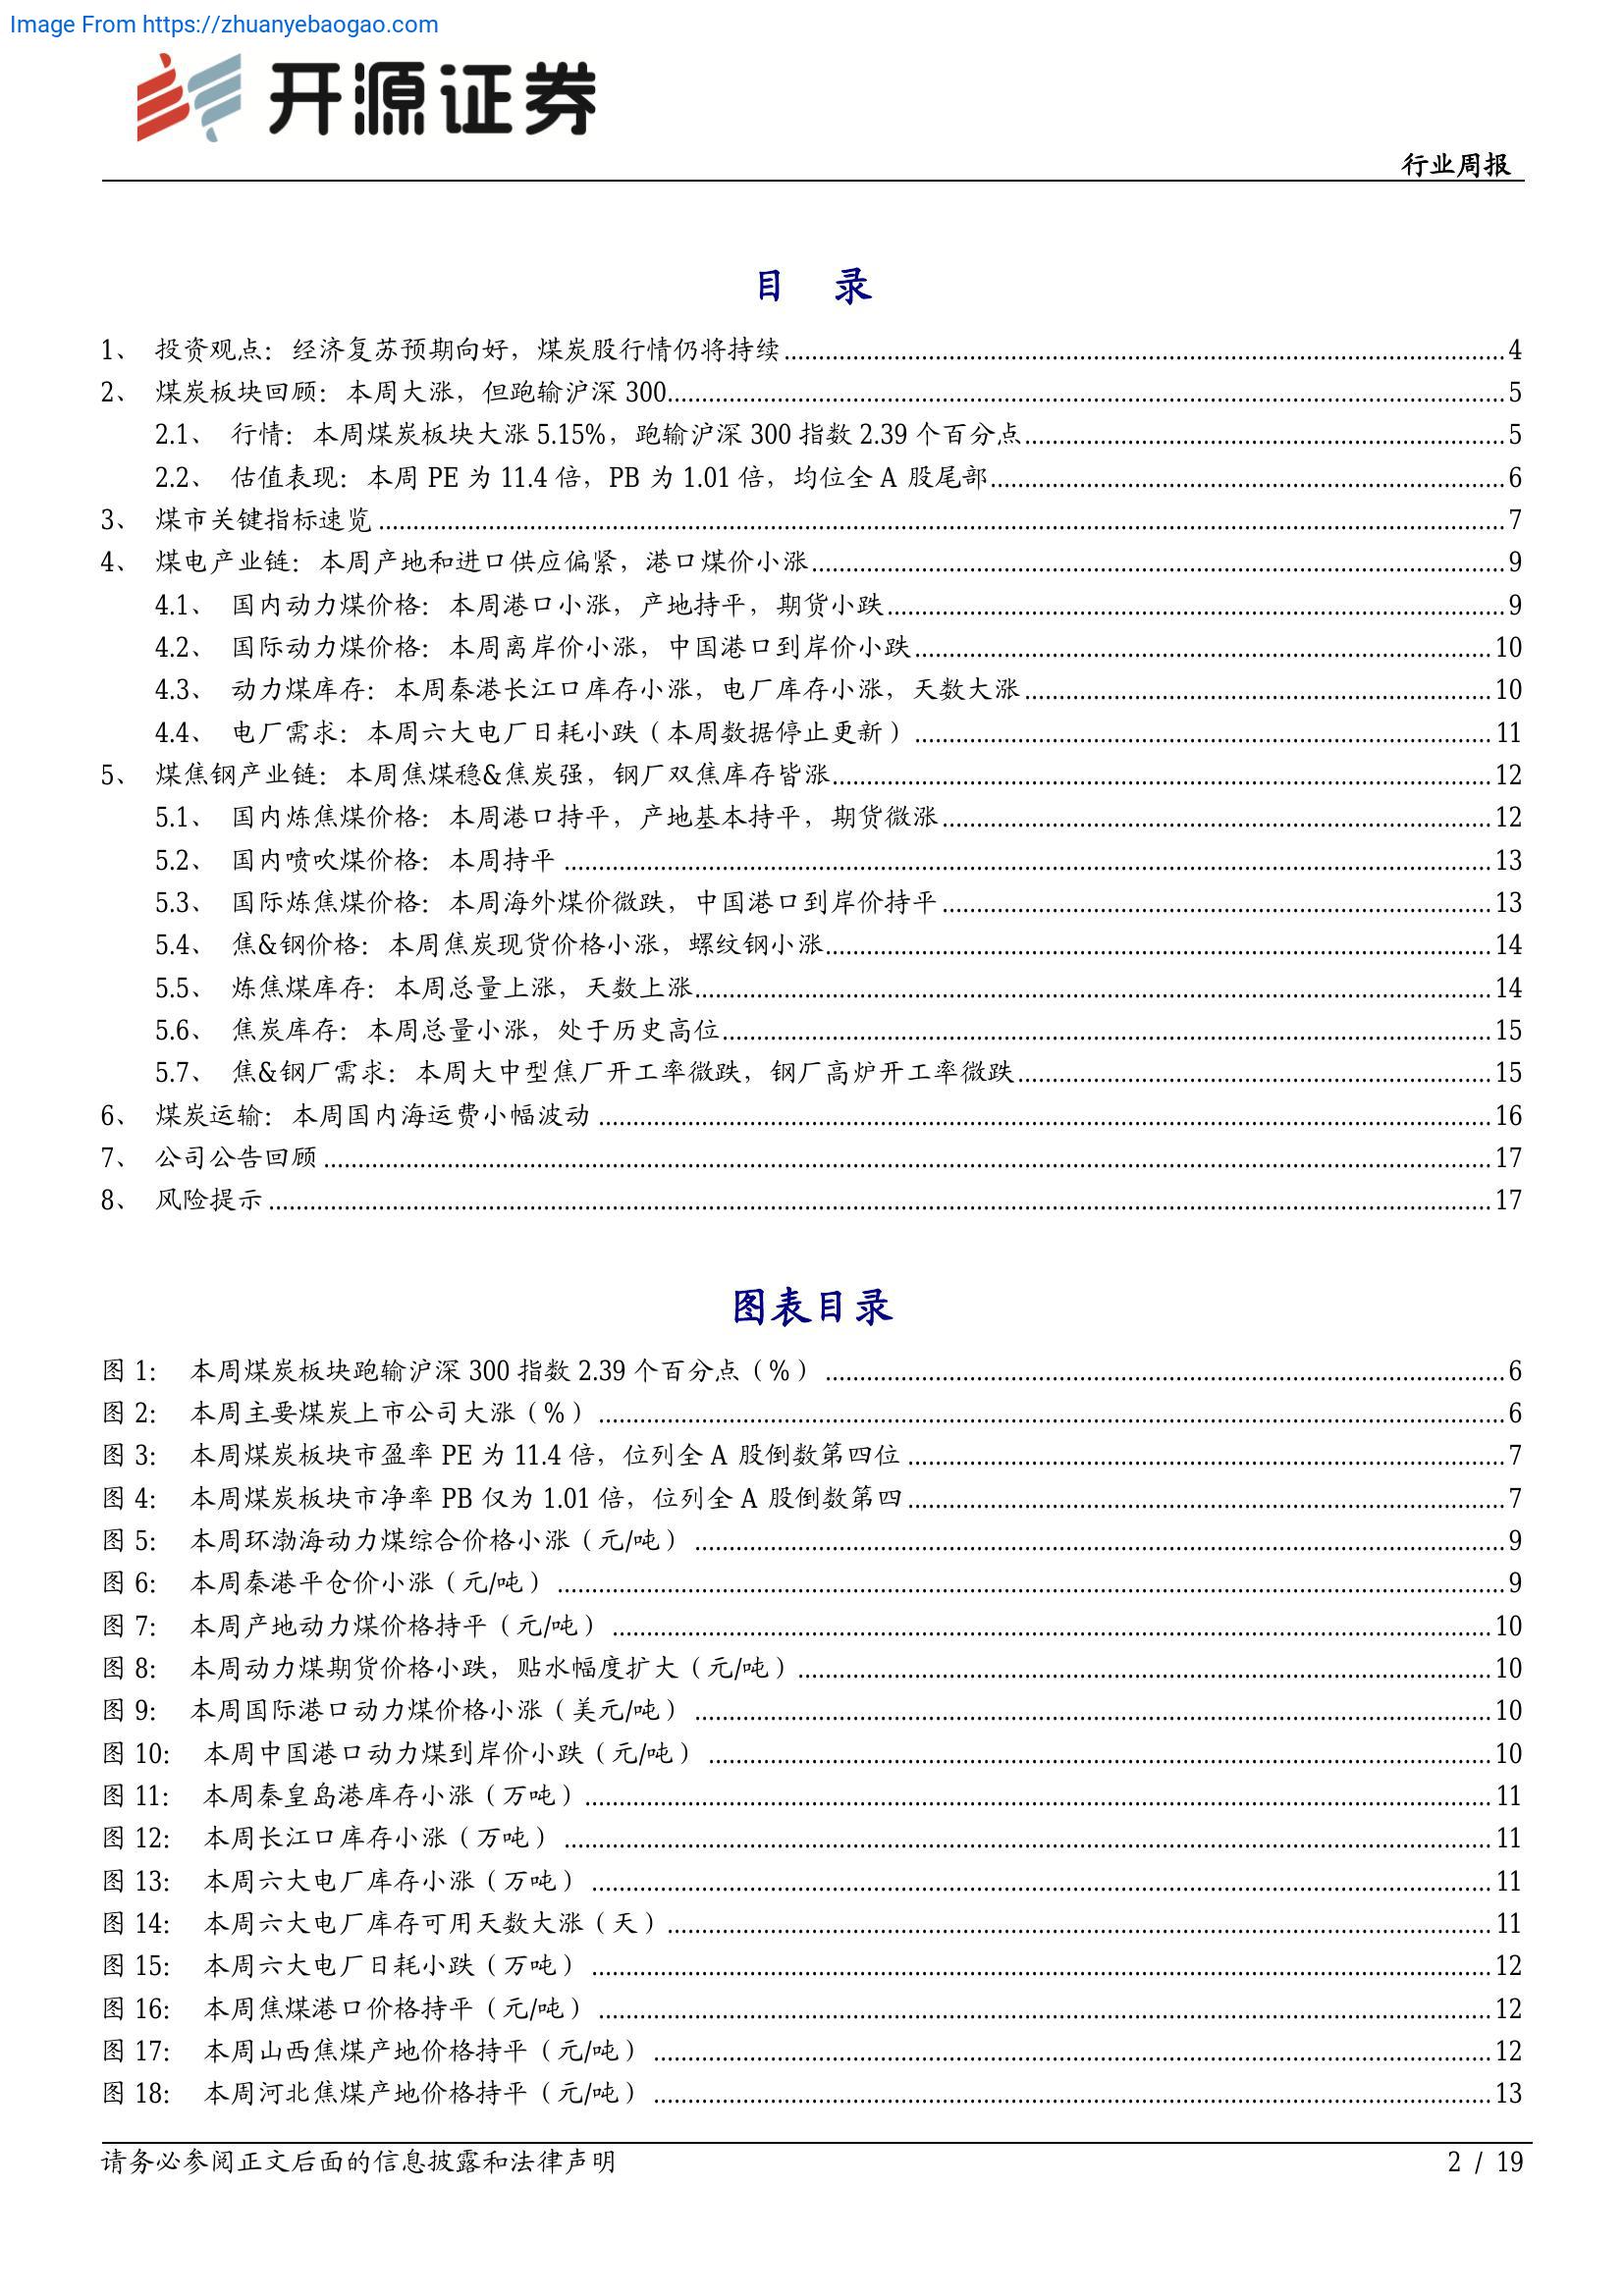 Image From https://zhuanyebaogao.com
开源证券
行业周报
目 录
1、 投资观点：经济复苏预期向好，煤炭股行情仍将持续 4
2、 煤炭板块回顾：本周大涨，但跑输沪深 300 5
2.1、 行情：本周煤炭板块大涨 5.15%，跑输沪深 300 指数 2.39 个百分点 5
2.2、 估值表现：本周 PE 为 11.4 倍，PB 为 1.01 倍，均位全 A 股尾部 6
3、 煤市关键指标速览 7
4、 煤电产业链：本周产地和进口供应偏紧，港口煤价小涨 9
4.1、 国内动力煤价格：本周港口小涨，产地持平，期货小跌 9
4.2、 国际动力煤价格：本周离岸价小涨，中国港口到岸价小跌 10
4.3、 动力煤库存：本周秦港长江口库存小涨，电厂库存小涨，天数大涨 10
4.4、 电厂需求：本周六大电厂日耗小跌（本周数据停止更新） 11
5、 煤焦钢产业链：本周焦煤稳&焦炭强，钢厂双焦库存皆涨 12
5.1、 国内炼焦煤价格：本周港口持平，产地基本持平，期货微涨 12
5.2、 国内喷吹煤价格：本周持平 13
5.3、 国际炼焦煤价格：本周海外煤价微跌，中国港口到岸价持平 13
5.4、 焦&钢价格：本周焦炭现货价格小涨，螺纹钢小涨 14
5.5、 炼焦煤库存：本周总量上涨，天数上涨 14
5.6、 焦炭库存：本周总量小涨，处于历史高位 15
5.7、 焦&钢厂需求：本周大中型焦厂开工率微跌，钢厂高炉开工率微跌 15
6、 煤炭运输：本周国内海运费小幅波动 16
7、 公司公告回顾 17
8、 风险提示 17
图表目录
图 1： 本周煤炭板块跑输沪深 300 指数 2.39 个百分点（%） 6
图 2： 本周主要煤炭上市公司大涨（%） 6
图 3： 本周煤炭板块市盈率 PE 为 11.4 倍，位列全 A 股倒数第四位 7
图 4： 本周煤炭板块市净率 PB 仅为 1.01 倍，位列全 A 股倒数第四 7
图 5： 本周环渤海动力煤综合价格小涨（元/吨） 9
图 6： 本周秦港平仓价小涨（元/吨） 9
图 7： 本周产地动力煤价格持平（元/吨） 10
图 8： 本周动力煤期货价格小跌，贴水幅度扩大（元/吨） 10
图 9： 本周国际港口动力煤价格小涨（美元/吨） 10
图 10： 本周中国港口动力煤到岸价小跌（元/吨） 10
图 11： 本周秦皇岛港库存小涨（万吨） 11
图 12： 本周长江口库存小涨（万吨） 11
图 13： 本周六大电厂库存小涨（万吨） 11
图 14： 本周六大电厂库存可用天数大涨（天） 11
图 15： 本周六大电厂日耗小跌（万吨） 12
图 16： 本周焦煤港口价格持平（元/吨） 12
图 17： 本周山西焦煤产地价格持平（元/吨） 12
图 18： 本周河北焦煤产地价格持平（元/吨） 13
请务必参阅正文后面的信息披露和法律声明 2 / 19